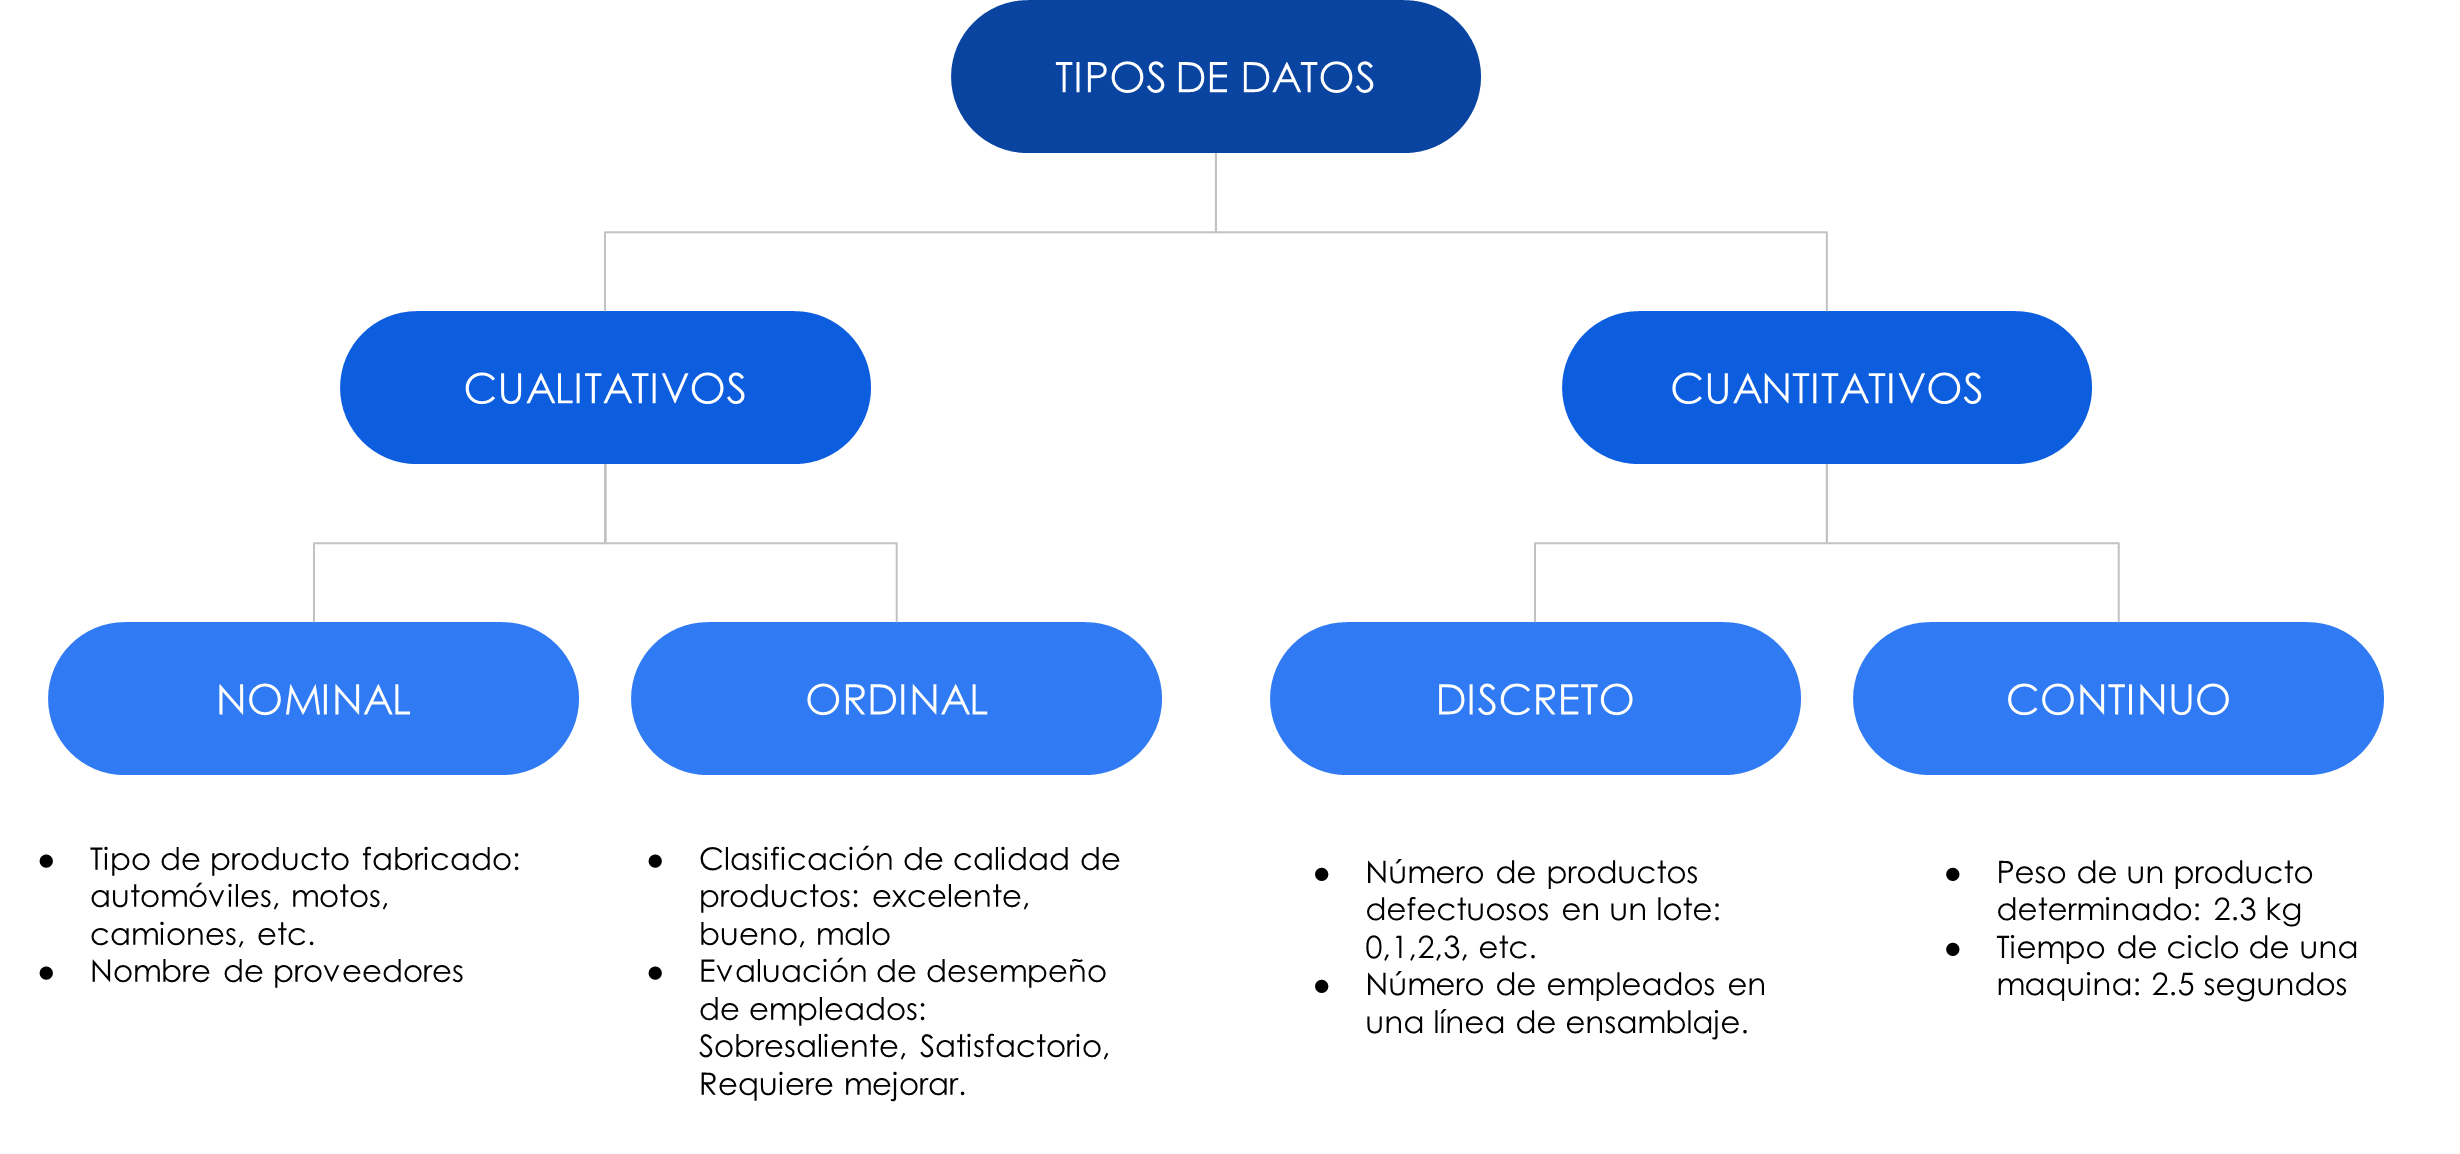 TIPOS DE DATOS
CUALITATIVOS
CUANTITATIVOS
NOMINAL
ORDINAL
DISCRETO
CONTINUO
● Tipo de producto fabricado:
automóviles, motos,
camiones, etc.
● Nombre de proveedores
● Clasificación de calidad de
productos: excelente,
bueno, malo
● Evaluación de desempeño
de empleados:
Sobresaliente, Satisfactorio,
Requiere mejorar.
● Número de productos
defectuosos en un lote:
0,1,2,3, etc.
● Número de empleados en
una línea de ensamblaje.
● Peso de un producto
determinado: 2.3 kg
● Tiempo de ciclo de una
maquina: 2.5 segundos